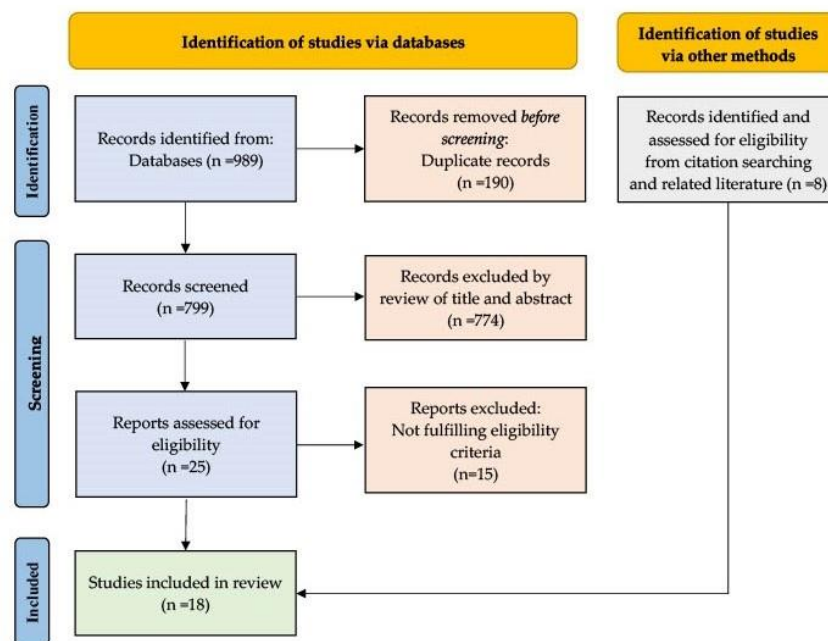 Identification of studies via databases
Identification of studies
via other methods
Identification
Records identified from:
Databases (n =989)
Records removed before
screening:
Duplicate records
(n =190)
Records identified and
assessed for eligibility
from citation searching
and related literature (n =8)
Screening
Records screened
(n =799)
Records excluded by
review of title and abstract
(n =774)
Reports assessed for
eligibility
(n =25)
Reports excluded:
Not fulfilling eligibility
criteria
(n=15)
Included
Studies included in review
(n =18)